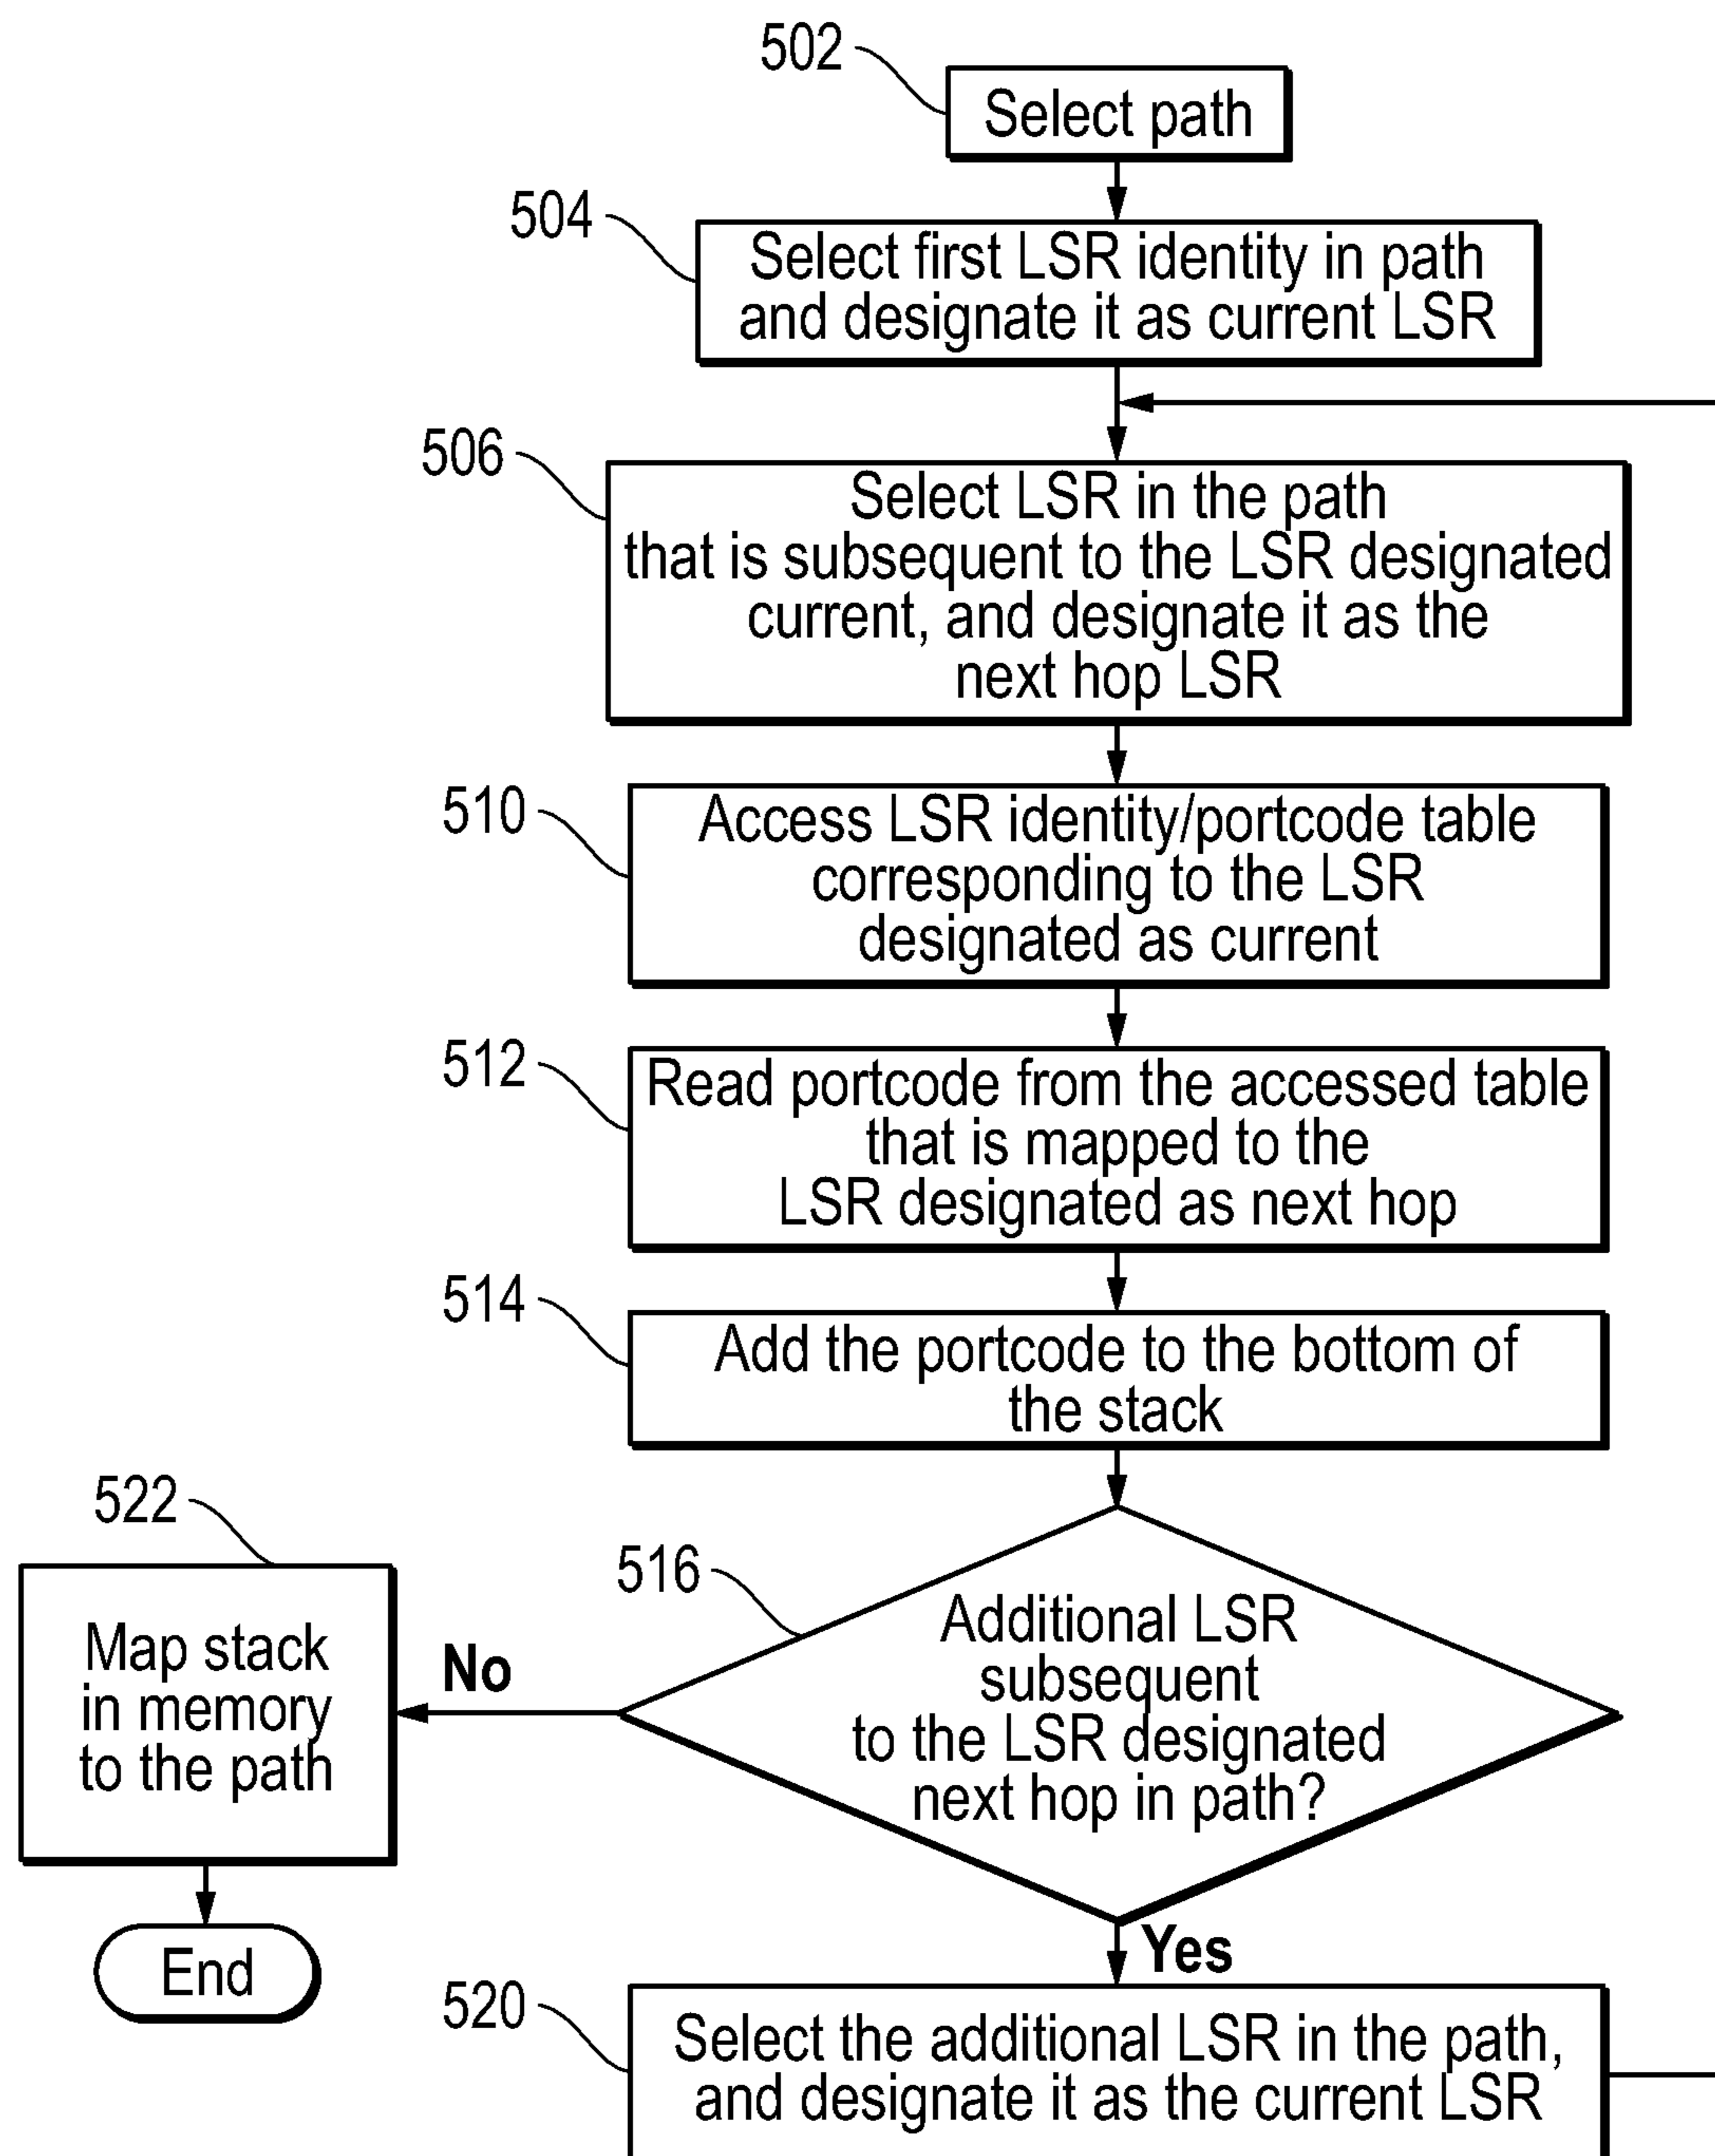 502
Select path
504
Select first LSR identity in path
and designate it as current LSR
506
Select LSR in the path
that is subsequent to the LSR designated
current, and designate it as the
next hop LSR
510
Access LSR identity/portcode table
corresponding to the LSR
designated as current
512
Read portcode from the accessed table
that is mapped to the
LSR designated as next hop
514
Add the portcode to the bottom of
the stack
516
Additional LSR
subsequent
to the LSR designated
next hop in path?
No
522
Map stack
in memory
to the path
End
Yes
520
Select the additional LSR in the path,
and designate it as the current LSR